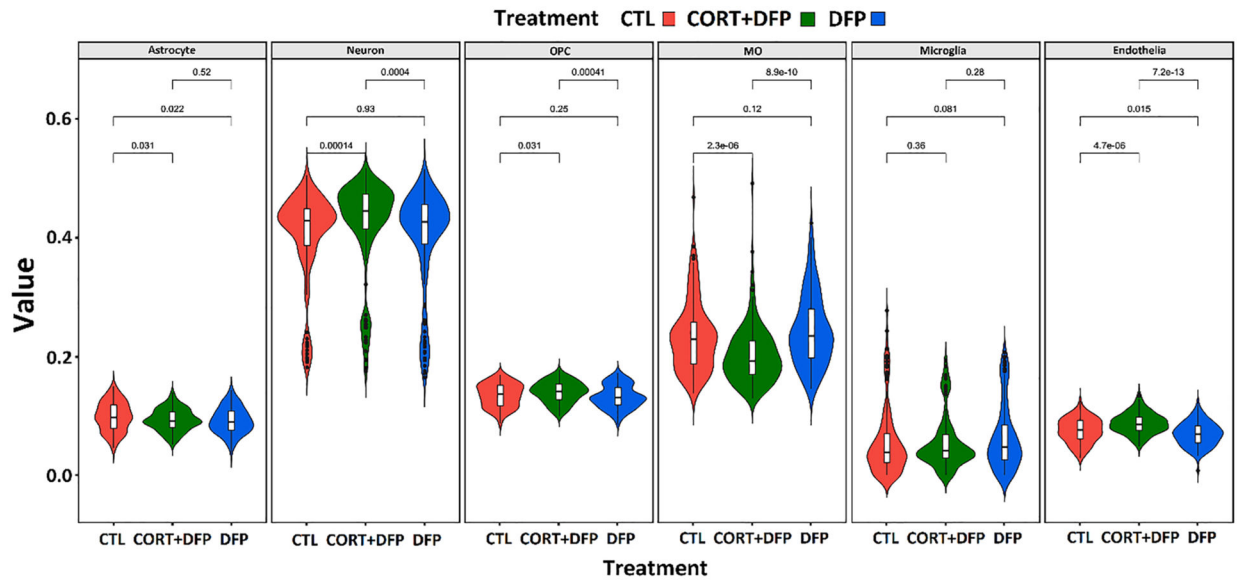 Treatment CTL CORT+DFP DFP
Astrocyte Neuron OPC MO Microglia Endothelia
0.52 0.0004 0.00041 8.9e-10 0.28 7.2e-13
0.6
0.022 0.93 0.25 0.12 0.081 0.015
0.031 0.00014 0.031 2.3e-06 0.36 4.7e-06
0.4
Value
0.2
0.0
CTL CORT+DFP DFP CTL CORT+DFP DFP CTL CORT+DFP DFP CTL CORT+DFP DFP CTL CORT+DFP DFP CTL CORT+DFP DFP
Treatment